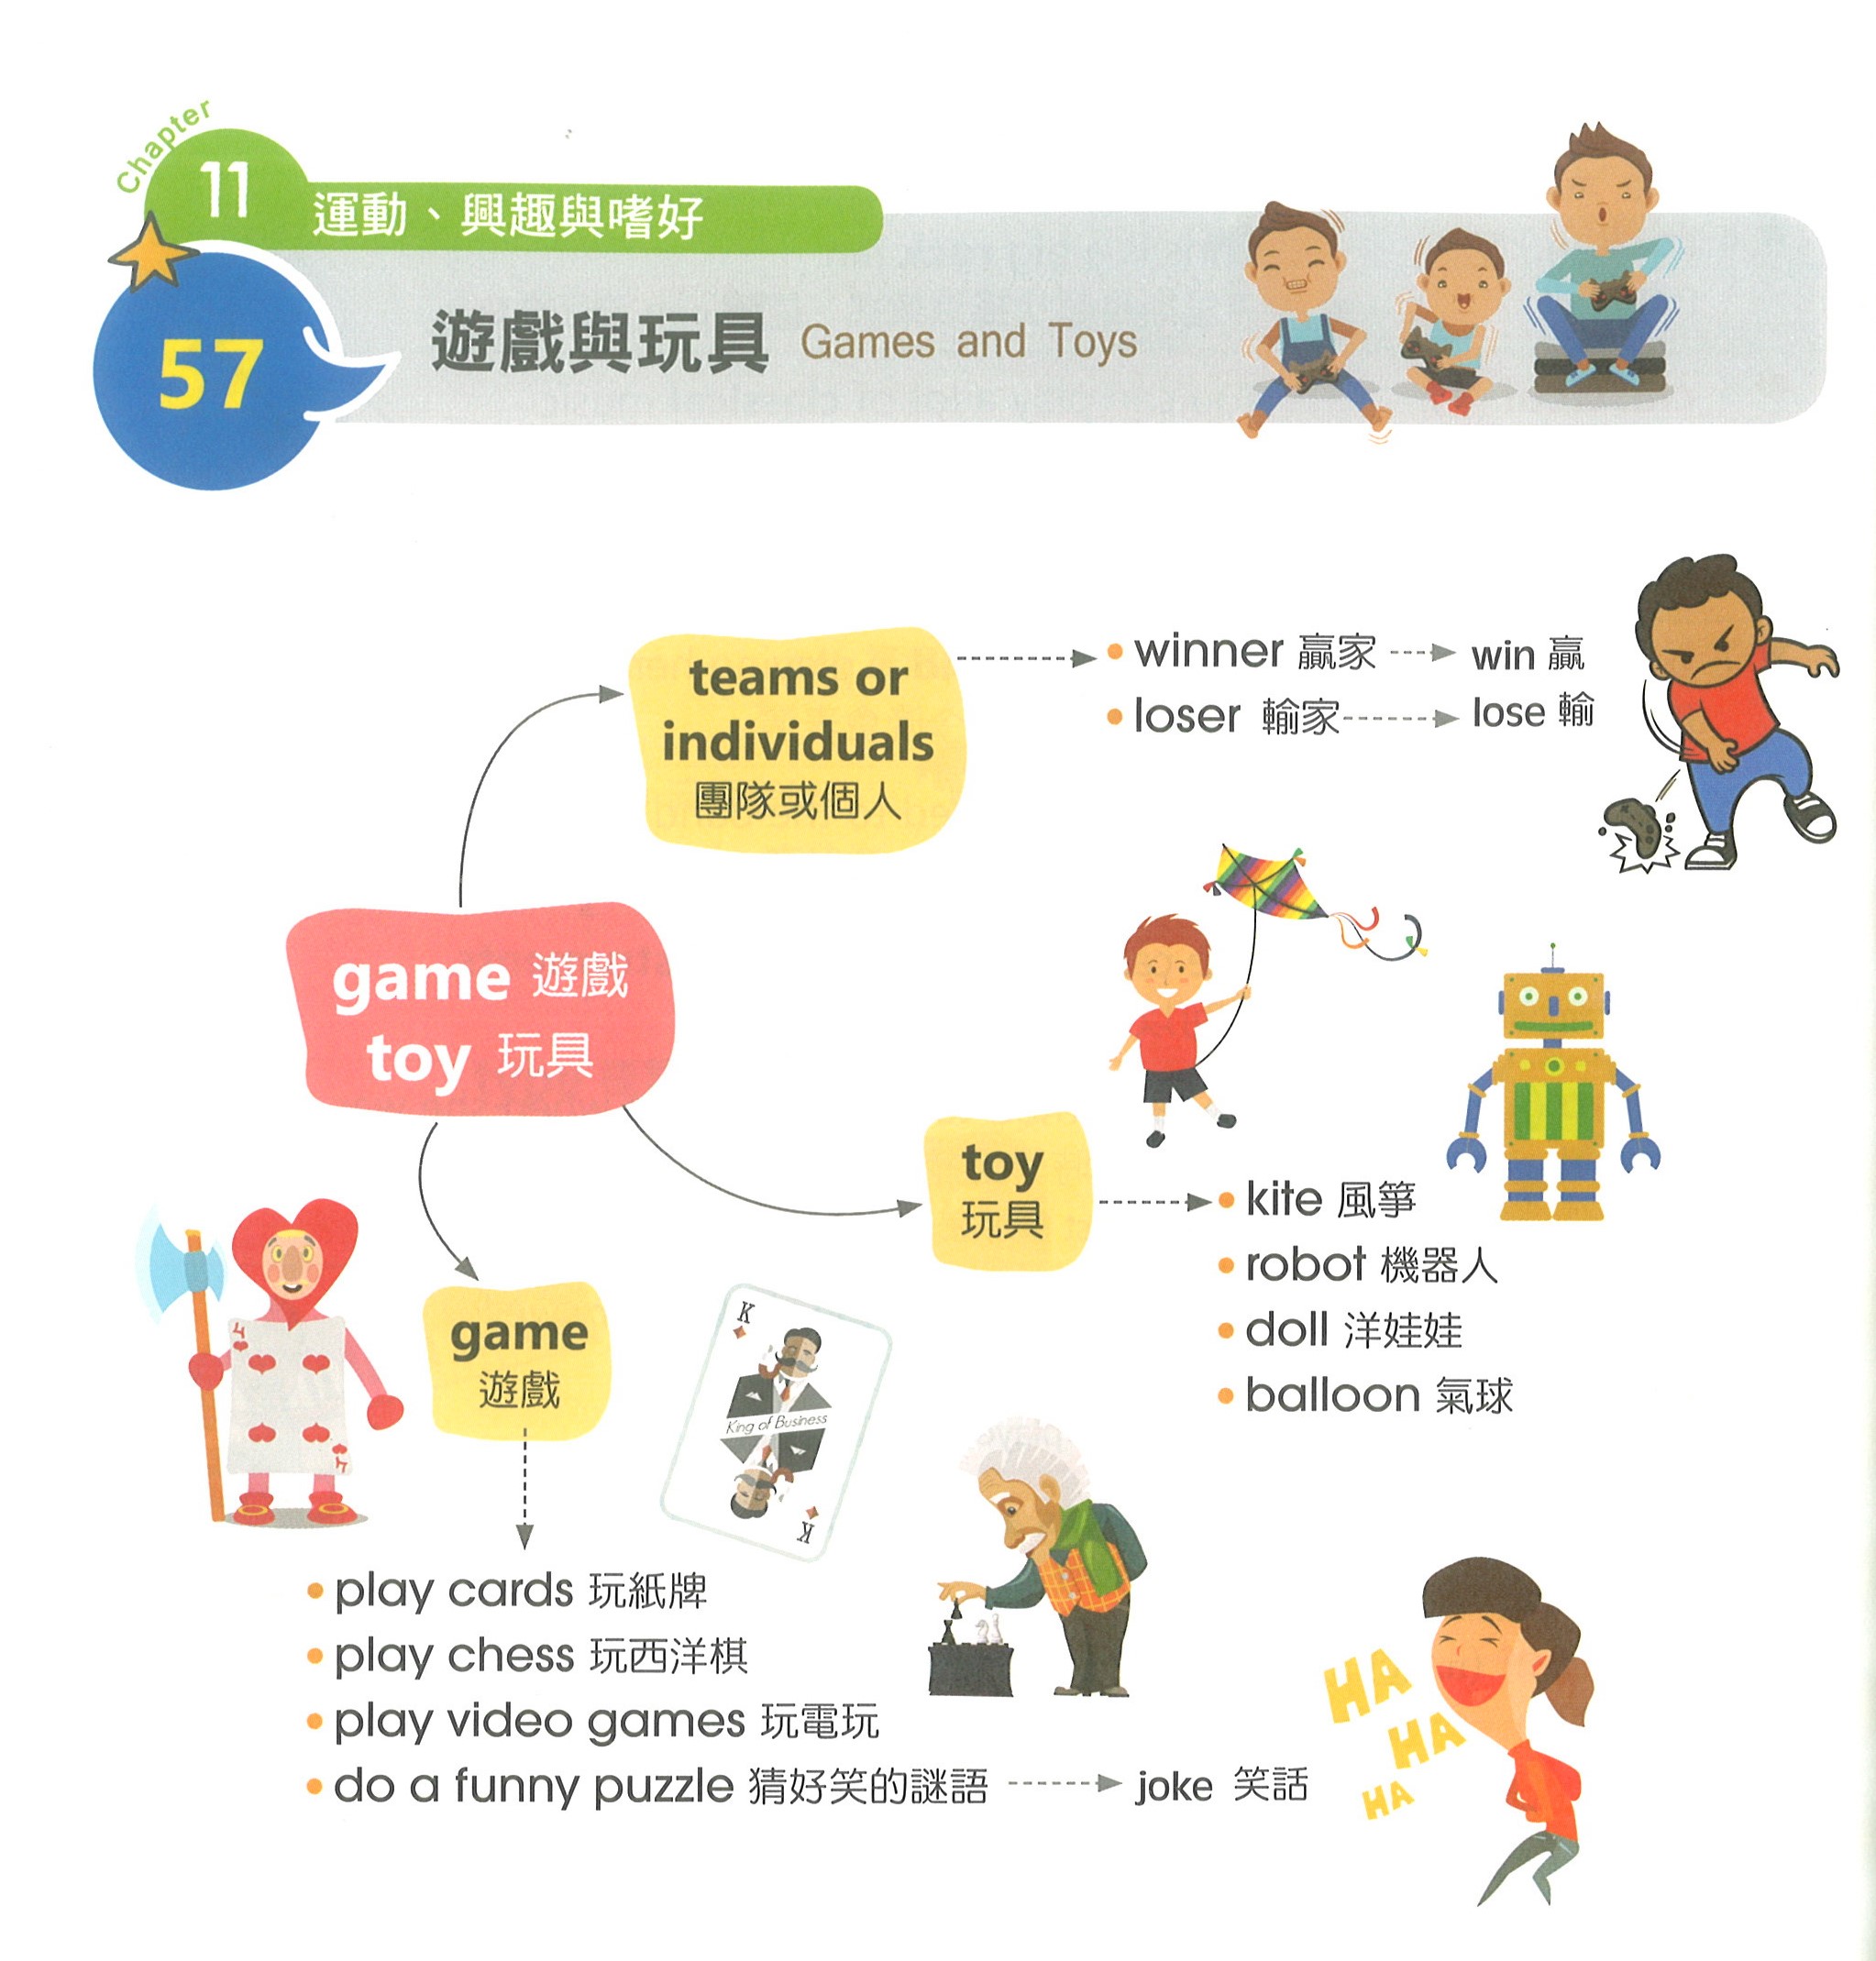 Chapter
11
運動、興趣與嗜好
57
遊戲與玩具 Games and Toys
teams or
individuals
團隊或個人
winner 贏家
win 贏
loser 輸家
lose 輸
game 遊戲
toy 玩具
toy
玩具
kite 風箏
robot 機器人
doll 洋娃娃
balloon 氣球
game
遊戲
4
4
K
King of Business
K
play cards 玩紙牌
play chess 玩西洋棋
play video games 玩電玩
do a funny puzzle 猜好笑的謎語
joke 笑話
HA
HA
HA